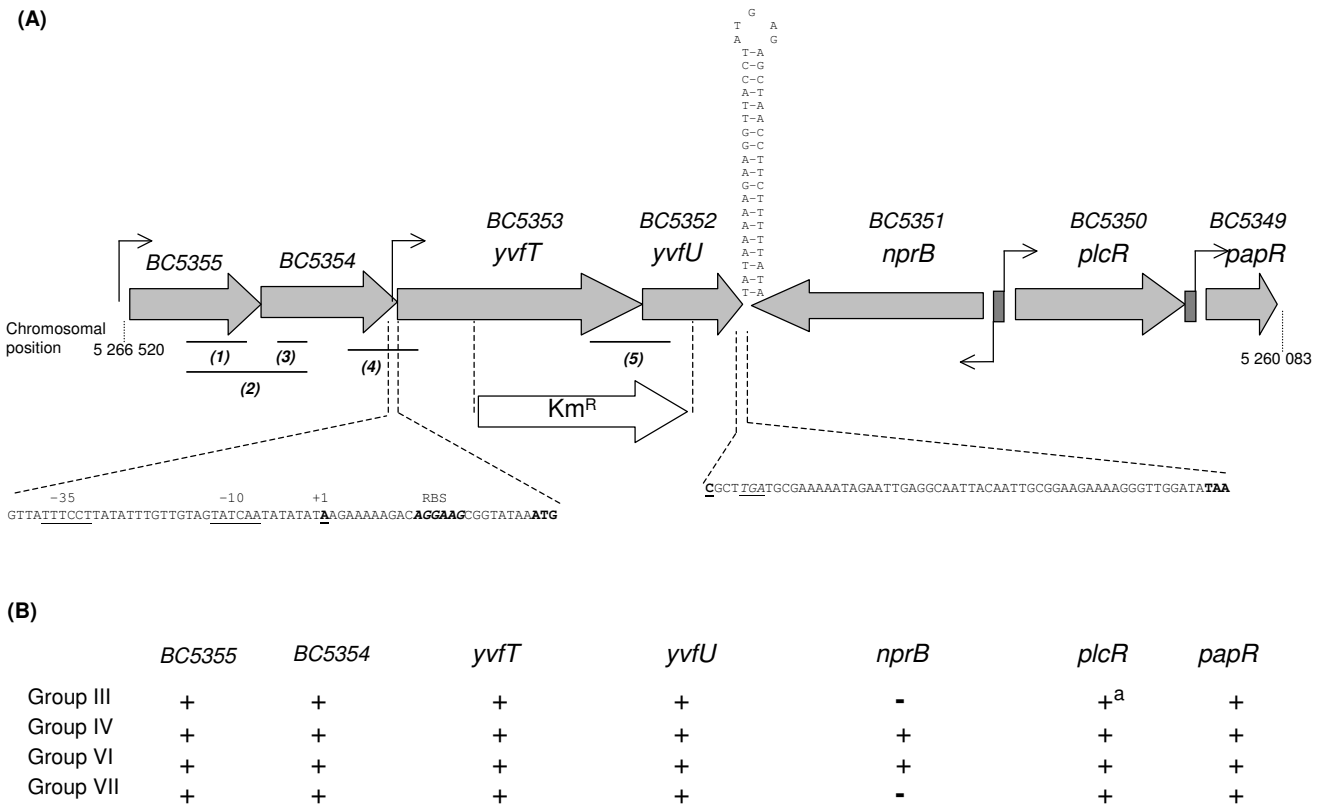 (A)
G
T A
A G
T-A
C-G
C-C
A-T
T-A
T-A
G-C
G-C
A-T
A-T
G-C
A-T
A-T
A-T
A-T
T-A
A-T
T-A
BC5355
BC5354
BC5353
yvfT
BC5352
yvfU
BC5351
nprB
BC5350
plcR
BC5349
papR
Chromosomal
position
5 266 520
5 260 083
(1)
(2)
(3)
(4)
(5)
KmR
-35 -10 +1 RBS
GTTATTTCCTTATATTTGTTGTAGTATCAATATATATAAGAAAAAGACAGGAAGCGGTATAAATG
CGCTTGATGCGAAAAATAGAATTGAGGCAATTACAATTGCGGAAGAAAAGGGTTGGATATAA
(B)
BC5355 BC5354 yvfT yvfU nprB plcR papR
Group III + + + + - +a +
Group IV + + + + + + +
Group VI + + + + + + +
Group VII + + + + - + +